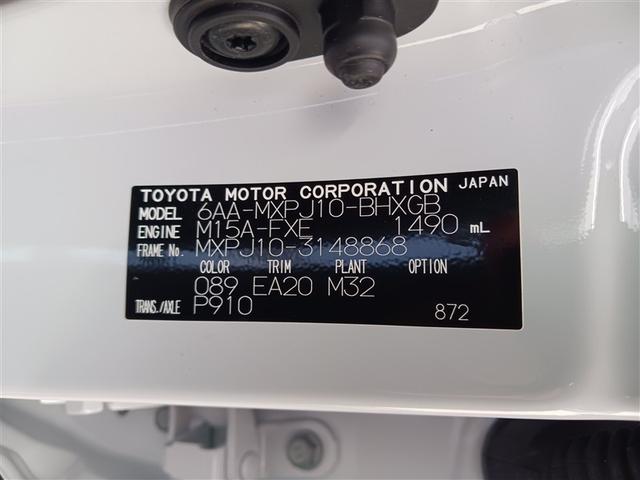 TOYOTA MOTOR CORPORATION JAPAN
MODEL 6AA-MXPJ10-BHXGB
ENGINE M15A-FXE 1490 mL
FRAME No. MXPJ10-3148868
COLOR TRIM PLANT OPTION
089 EA20 M32
TRANS./AXLE P910
872